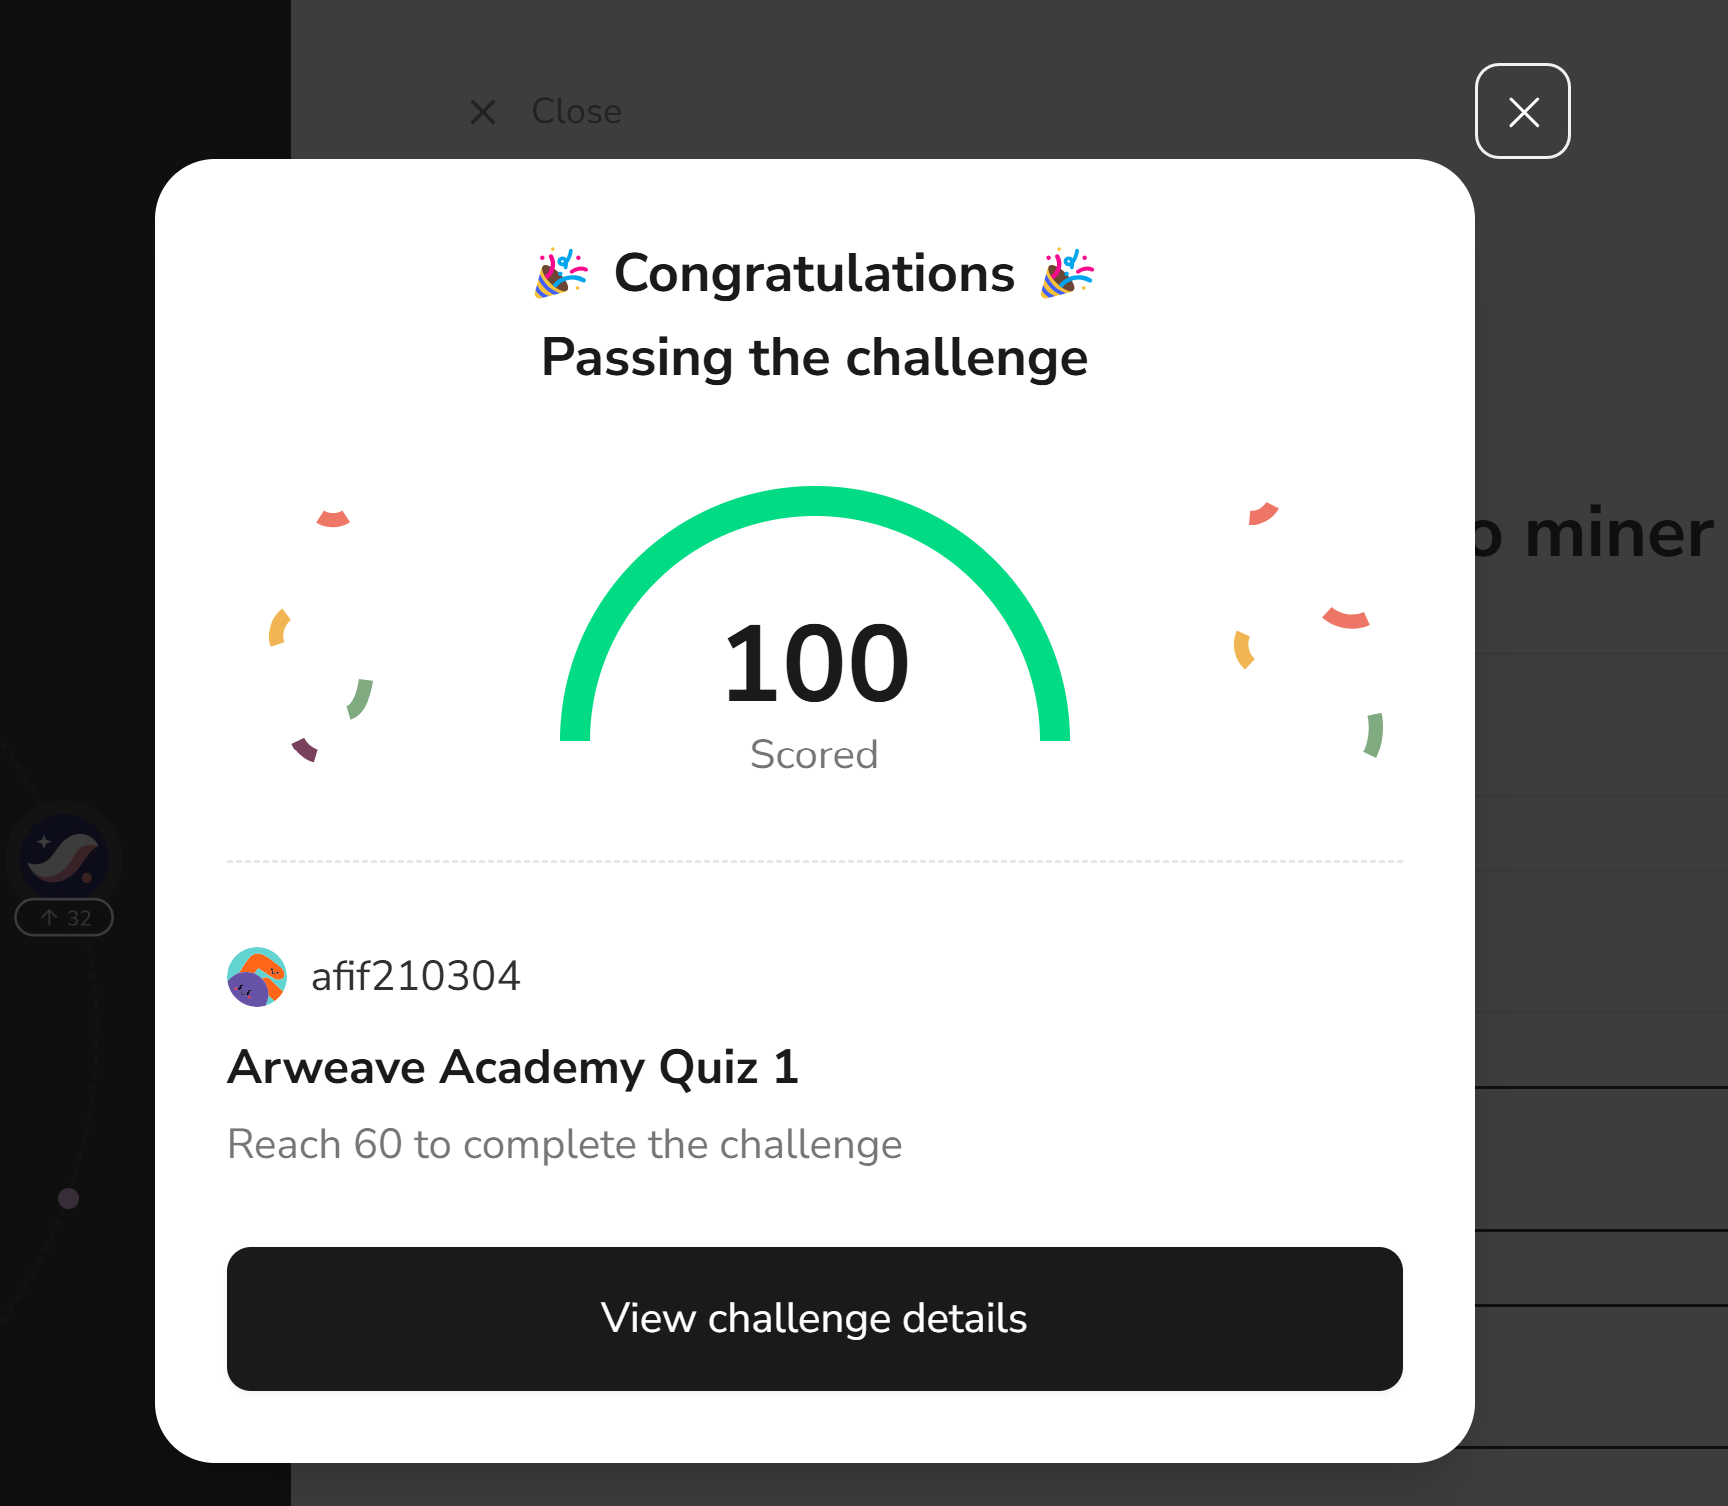 Close
🎉 Congratulations 🎉
Passing the challenge
miner
100
Scored
32
afif210304
Arweave Academy Quiz 1
Reach 60 to complete the challenge
View challenge details